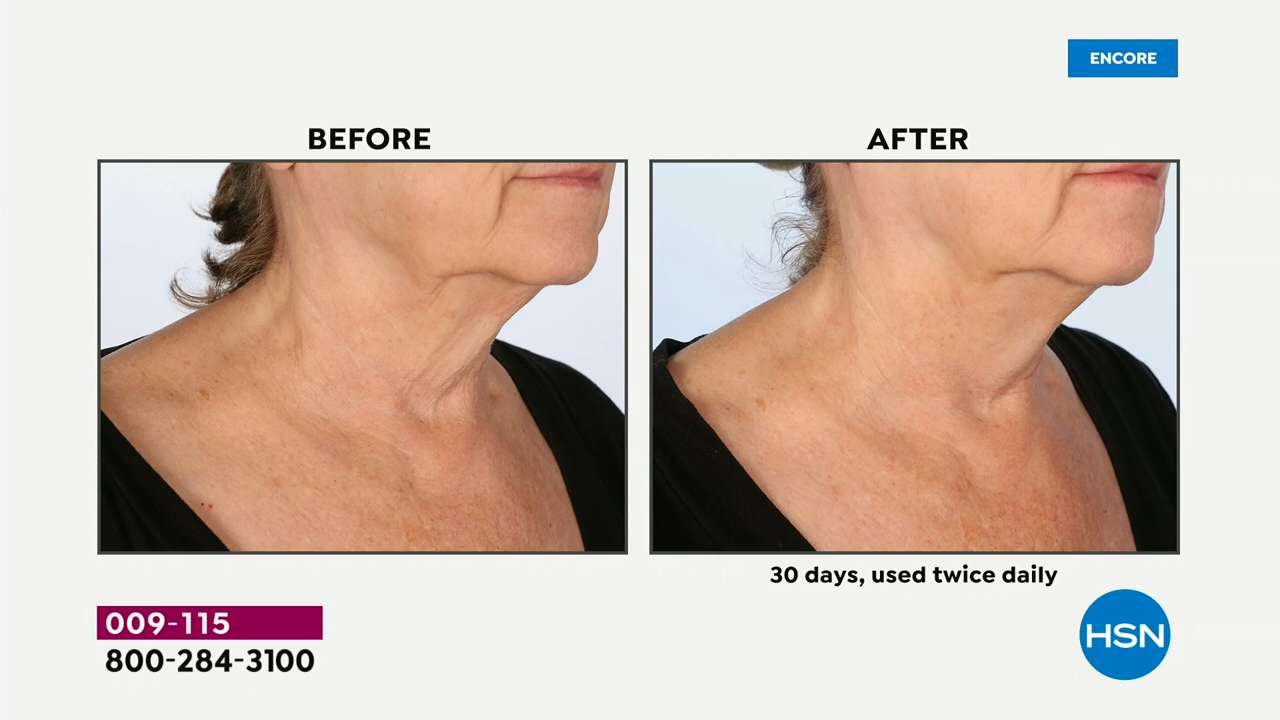 ENCORE
BEFORE
AFTER
30 days, used twice daily
009-115
800-284-3100
HSN